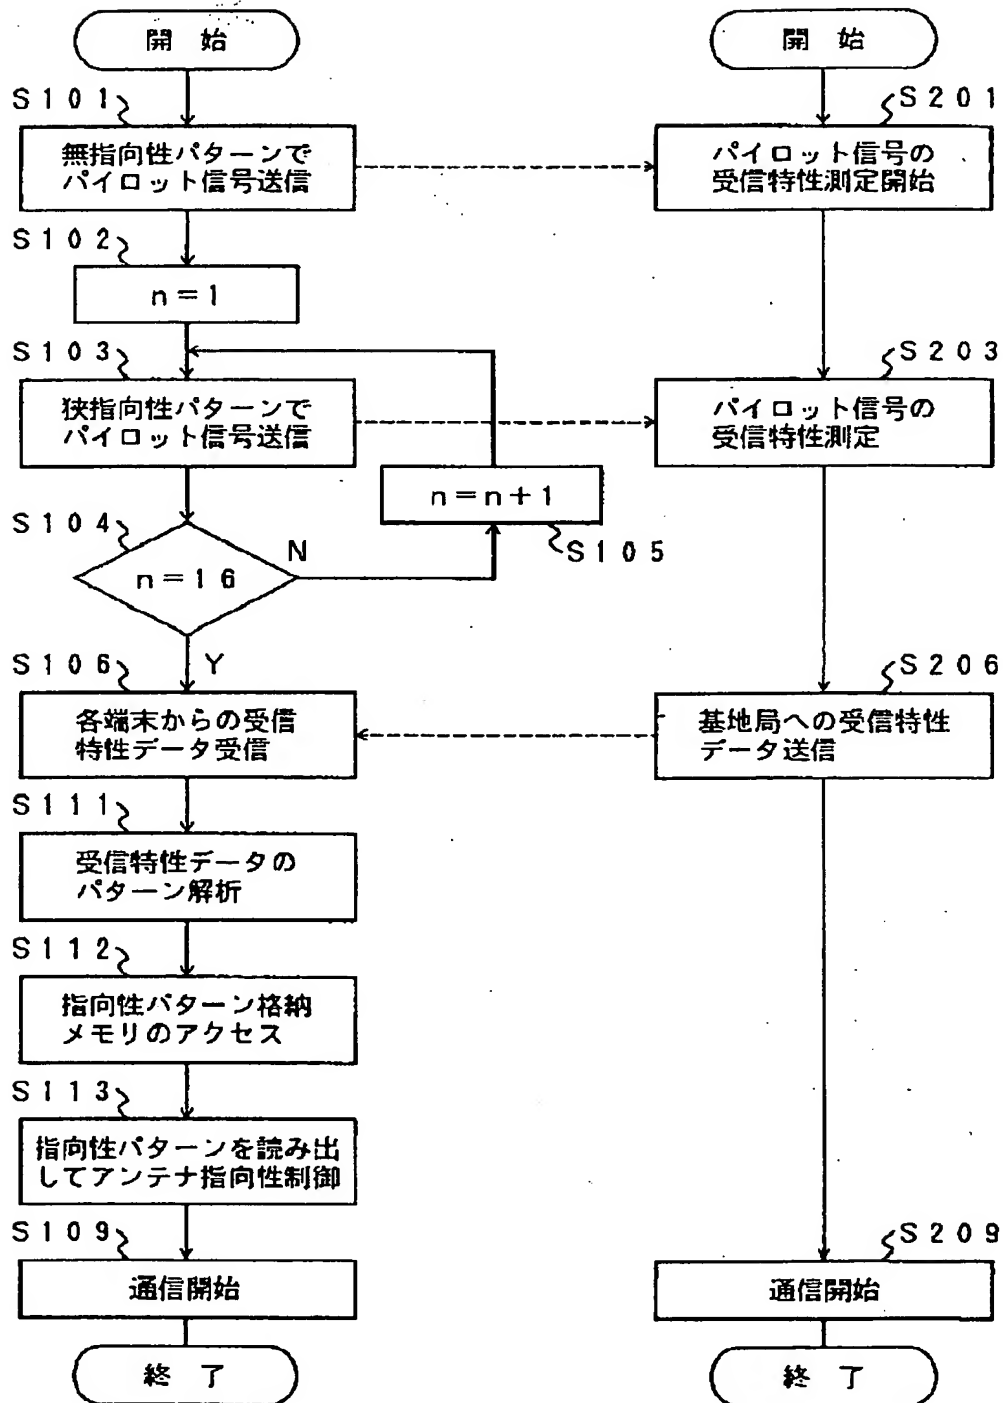 開 始
S101
無指向性パターンで
パイロット信号送信
S102
n=1
S103
狭指向性パターンで
パイロット信号送信
n=n+1
S105
S104
n=16
N
Y
S106
各端末からの受信
特性データ受信
S111
受信特性データの
パターン解析
S112
指向性パターン格納
メモリのアクセス
S113
指向性パターンを読み出
してアンテナ指向性制御
S109
通信開始
終 了
開 始
S201
パイロット信号の
受信特性測定開始
S203
パイロット信号の
受信特性測定
S206
基地局への受信特性
データ送信
S209
通信開始
終 了